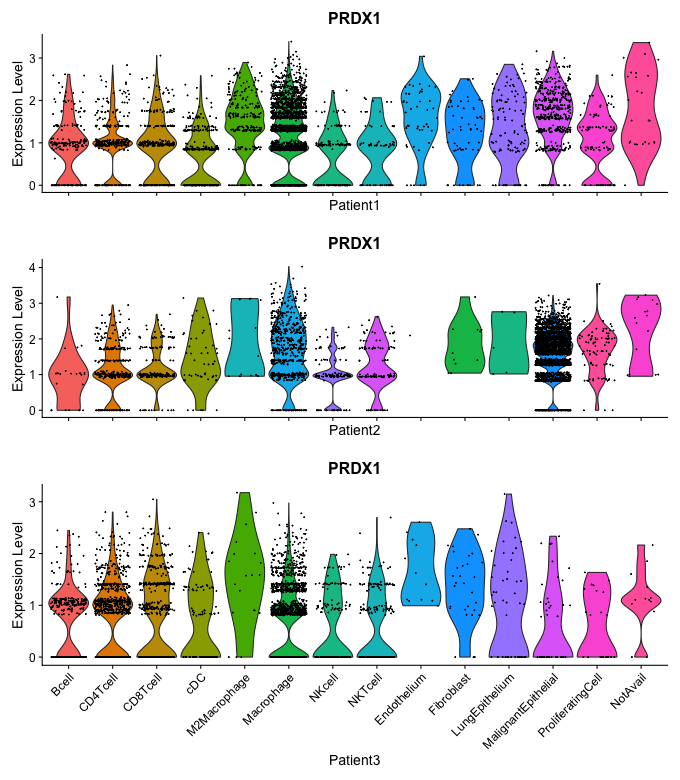 PRDX1
Expression Level
3
2
1
0
Patient1
PRDX1
Expression Level
4
3
2
1
0
Patient2
PRDX1
Expression Level
3
2
1
0
Bcell
CD4Tcell
CD8Tcell
cDC
M2Macrophage
Macrophage
NKcell
NKTcell
Endothelium
Fibroblast
LungEpithelium
MalignantEpithelial
ProliferatingCell
NotAvail
Patient3